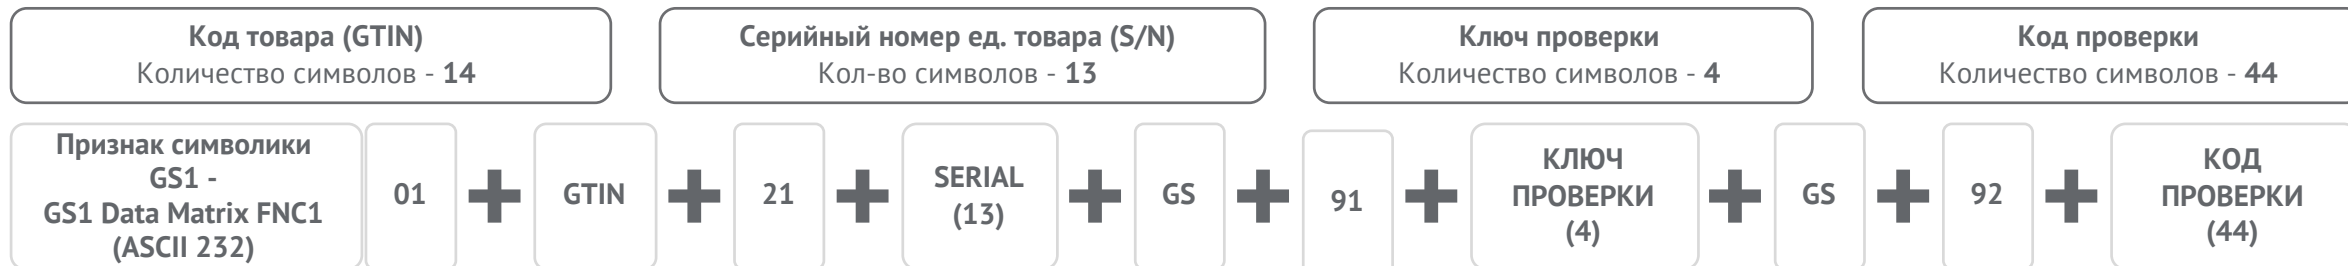 Код товара (GTIN)
Количество символов - 14
Серийный номер ед. товара (S/N)
Кол-во символов - 13
Ключ проверки
Количество символов - 4
Код проверки
Количество символов - 44
Признак символики
GS1 -
GS1 Data Matrix FNC1
(ASCII 232)
01
+
GTIN
+
21
+
SERIAL
(13)
+
GS
+
91
+
КЛЮЧ
ПРОВЕРКИ
(4)
+
GS
+
92
+
КОД
ПРОВЕРКИ
(44)